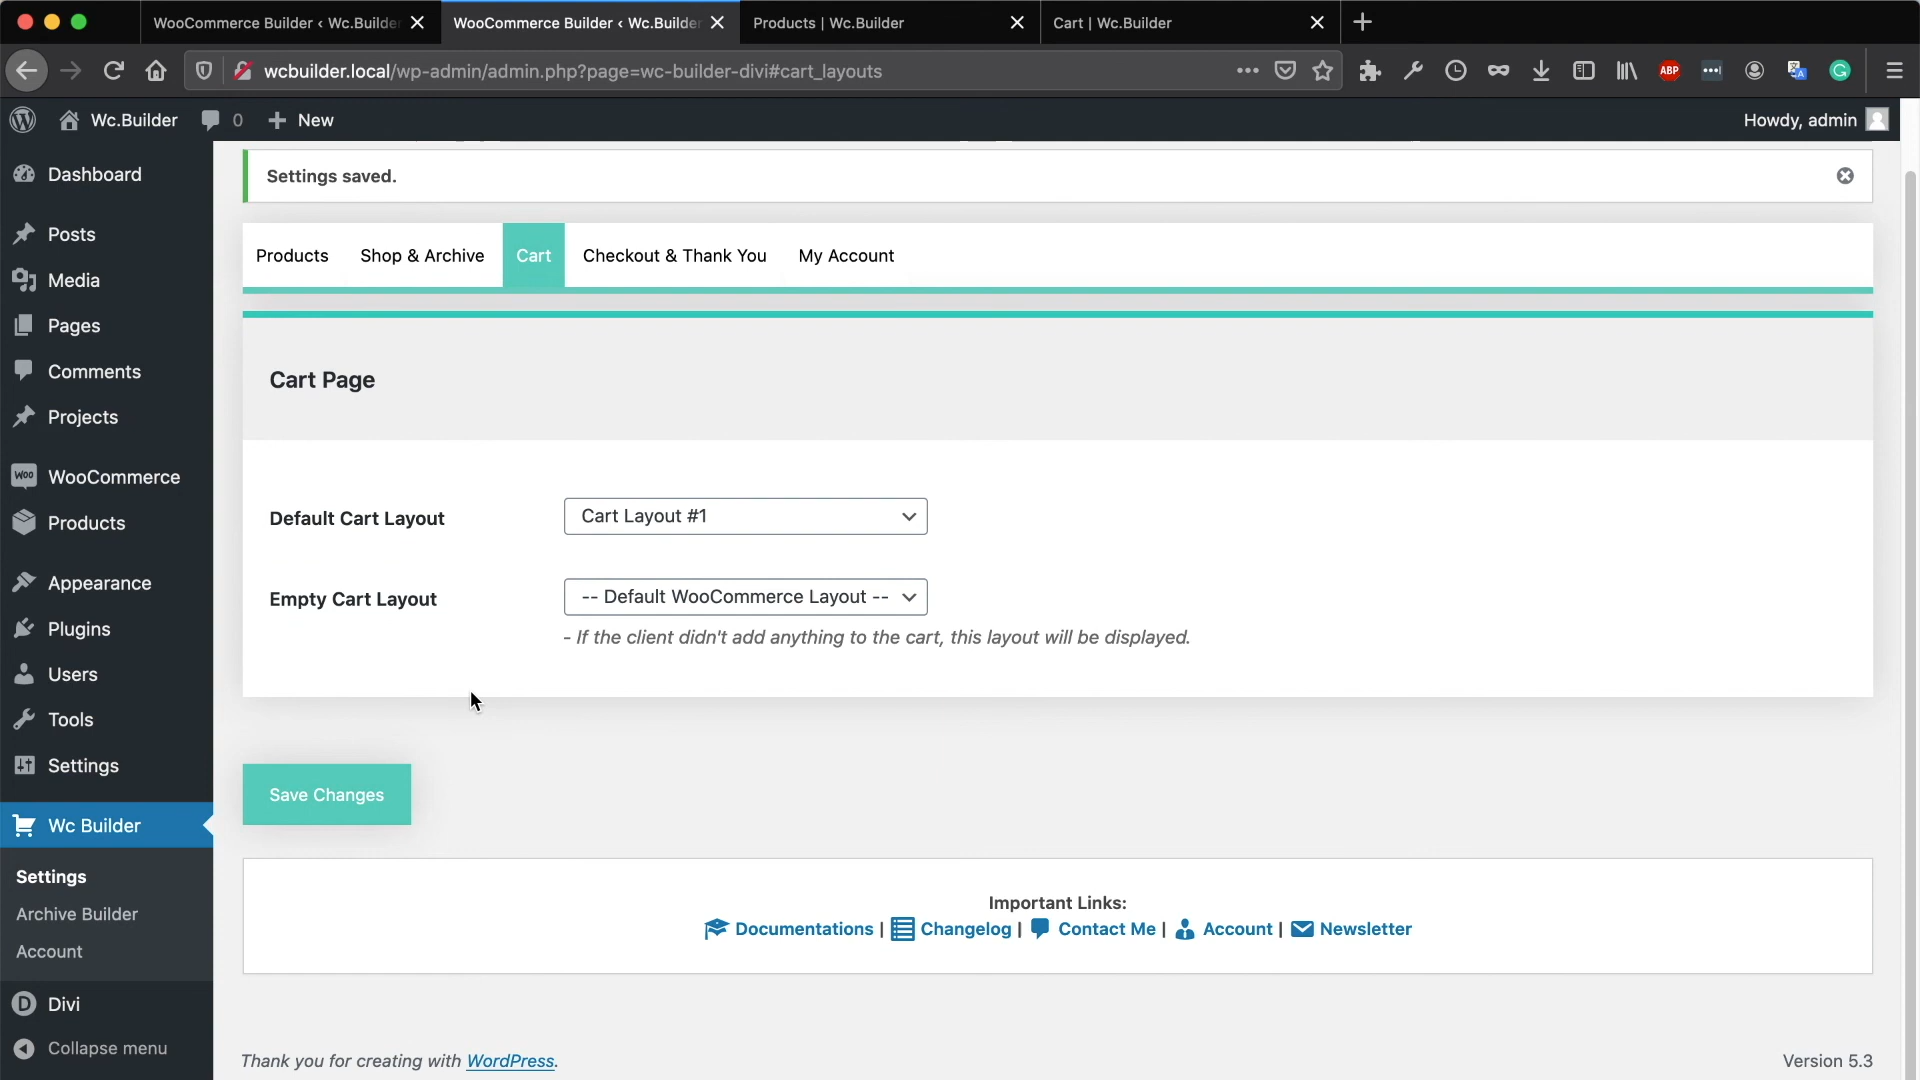 WooCommerce Builder ‹ Wc.Builder
WooCommerce Builder ‹ Wc.Builder
Products | Wc.Builder
Cart | Wc.Builder
wcbuilder.local/wp-admin/admin.php?page=wc-builder-divi#cart_layouts
ABP
Wc.Builder
0
New
Howdy, admin
Dashboard
Posts
Media
Pages
Comments
Projects
Woo WooCommerce
Products
Appearance
Plugins
Users
Tools
Settings
Wc Builder
Settings
Archive Builder
Account
D Divi
Collapse menu
Settings saved.
Products
Shop & Archive
Cart
Checkout & Thank You
My Account
Cart Page
Default Cart Layout
Cart Layout #1
Empty Cart Layout
-- Default WooCommerce Layout --
- If the client didn't add anything to the cart, this layout will be displayed.
Save Changes
Important Links:
Documentations | Changelog | Contact Me | Account | Newsletter
Thank you for creating with WordPress.
Version 5.3